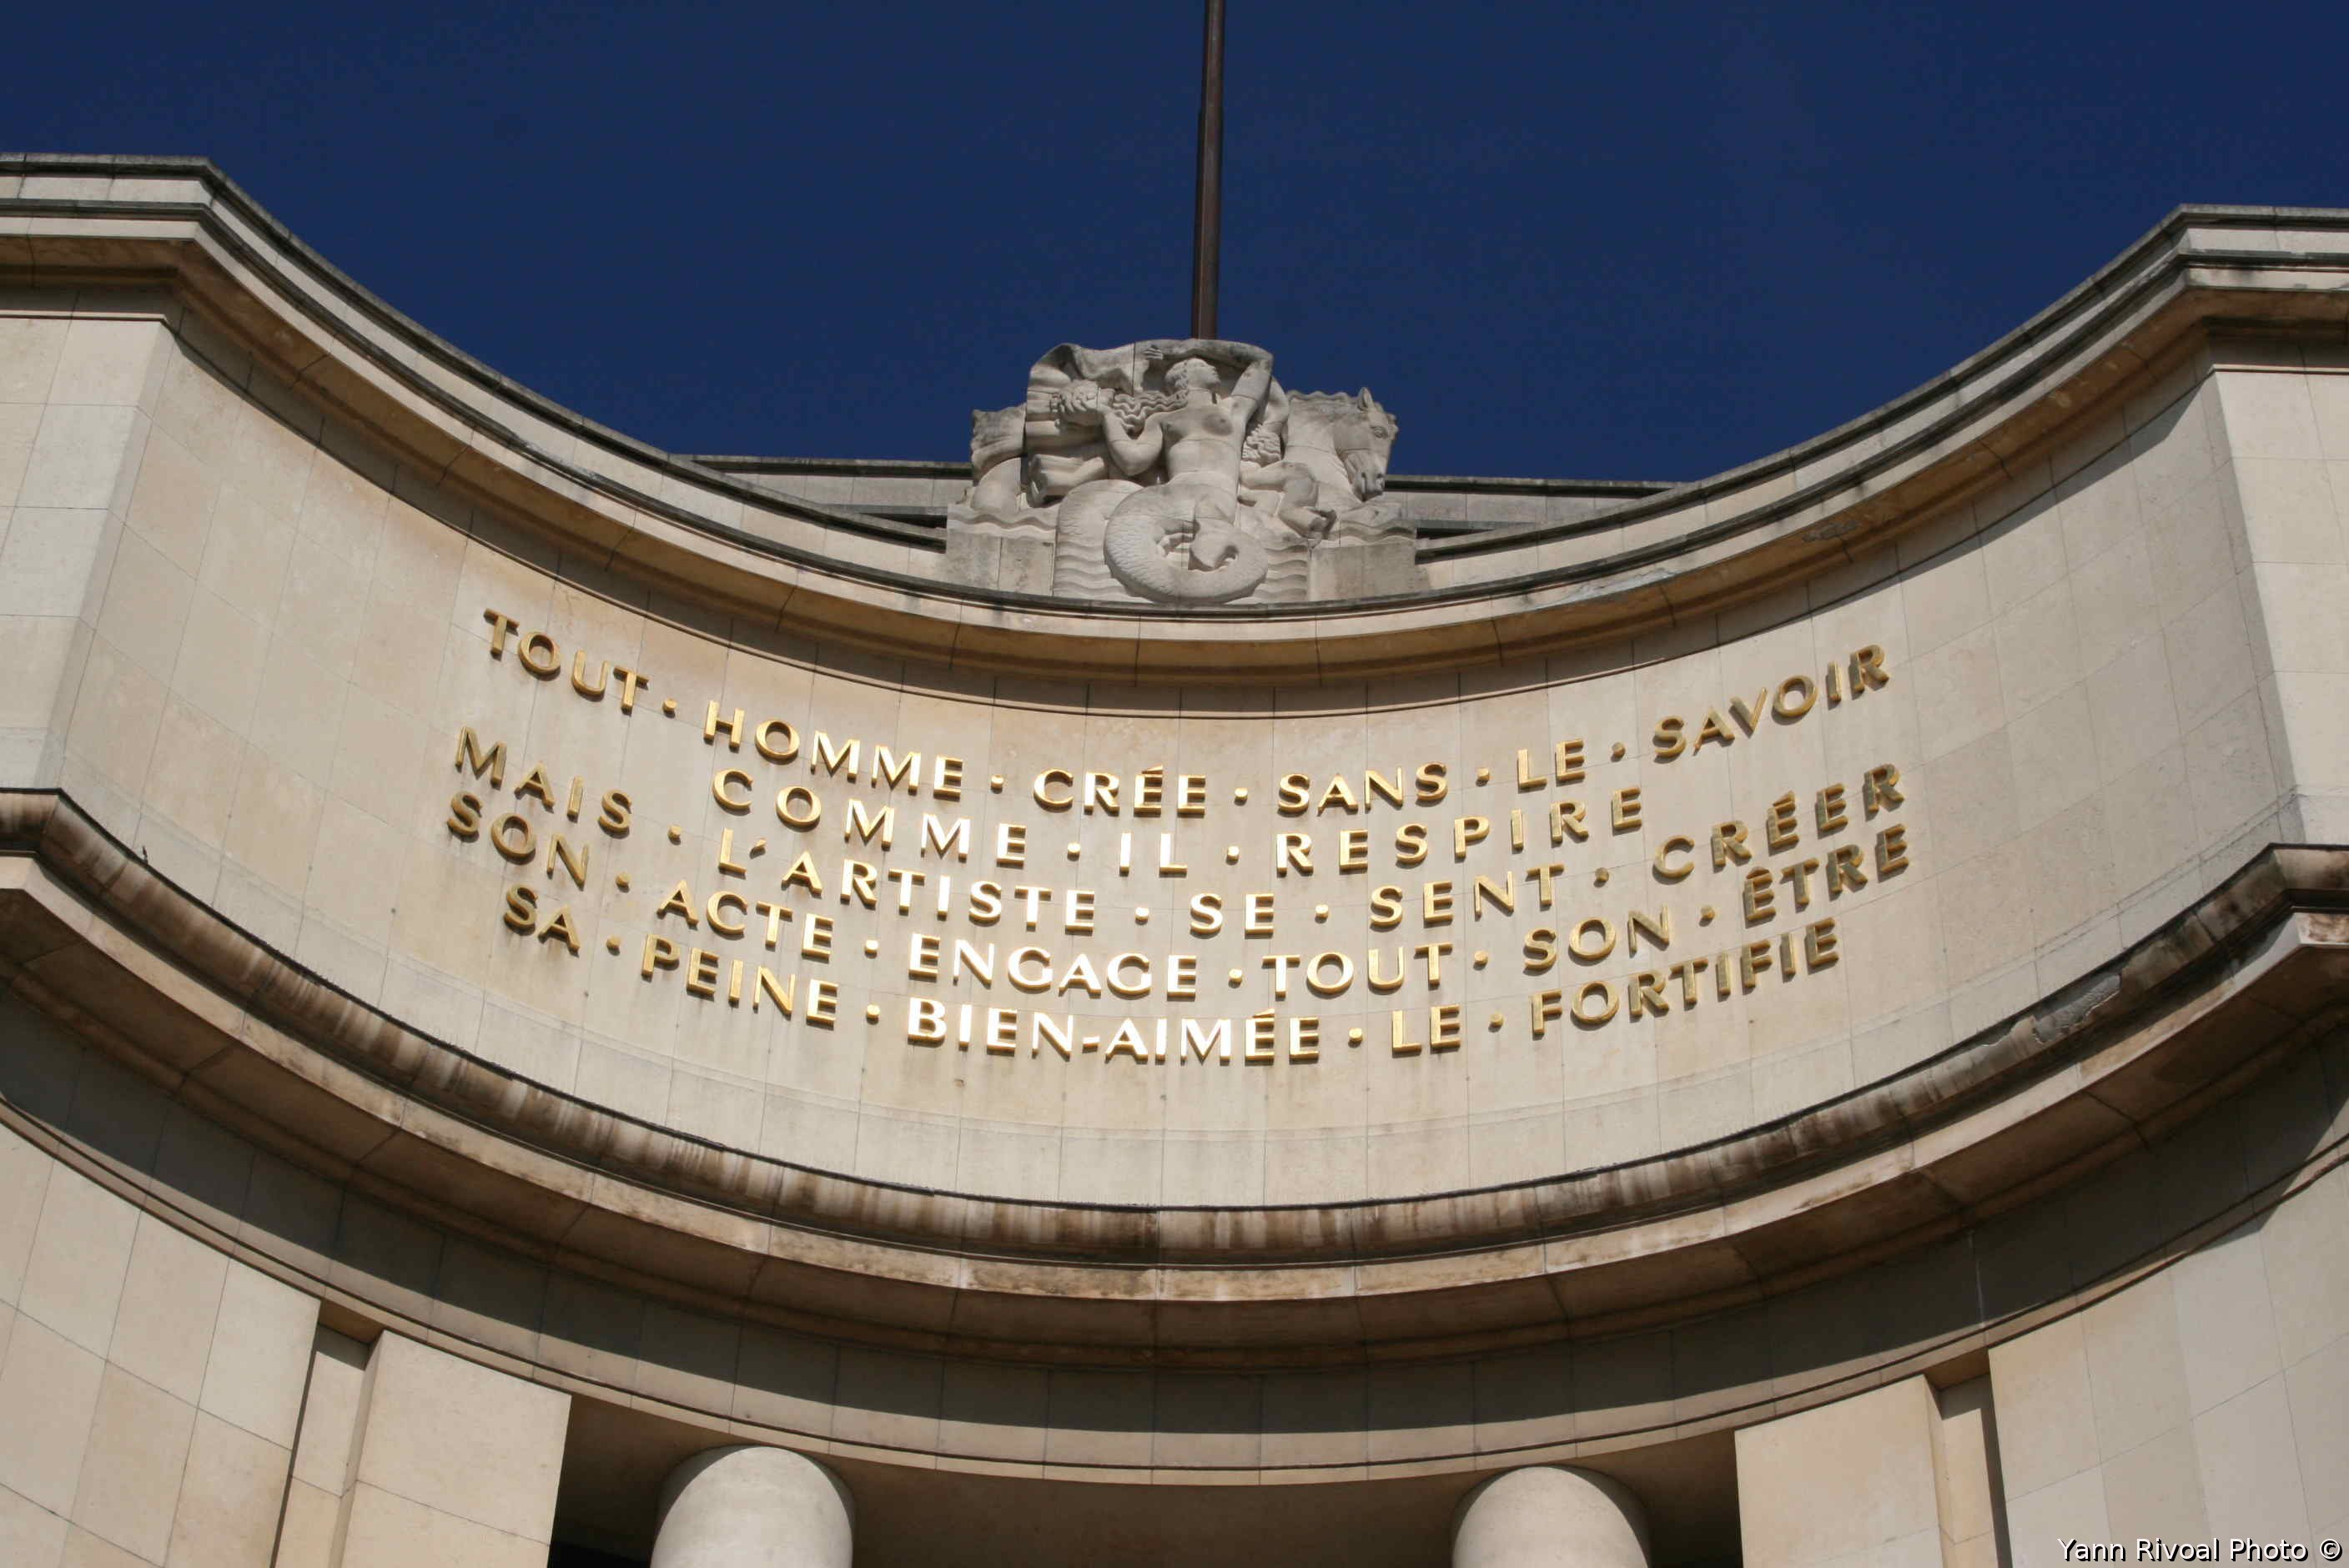 TOUT · HOMME · CRÉE · SANS · LE · SAVOIR
COMME · IL · RESPIRE
MAIS · L'ARTISTE · SE · SENT · CRÉER
SON · ACTE · ENGAGE · TOUT · SON · ÊTRE
SA · PEINE · BIEN-AIMÉE · LE · FORTIFIE
Yann Rivoal Photo ©